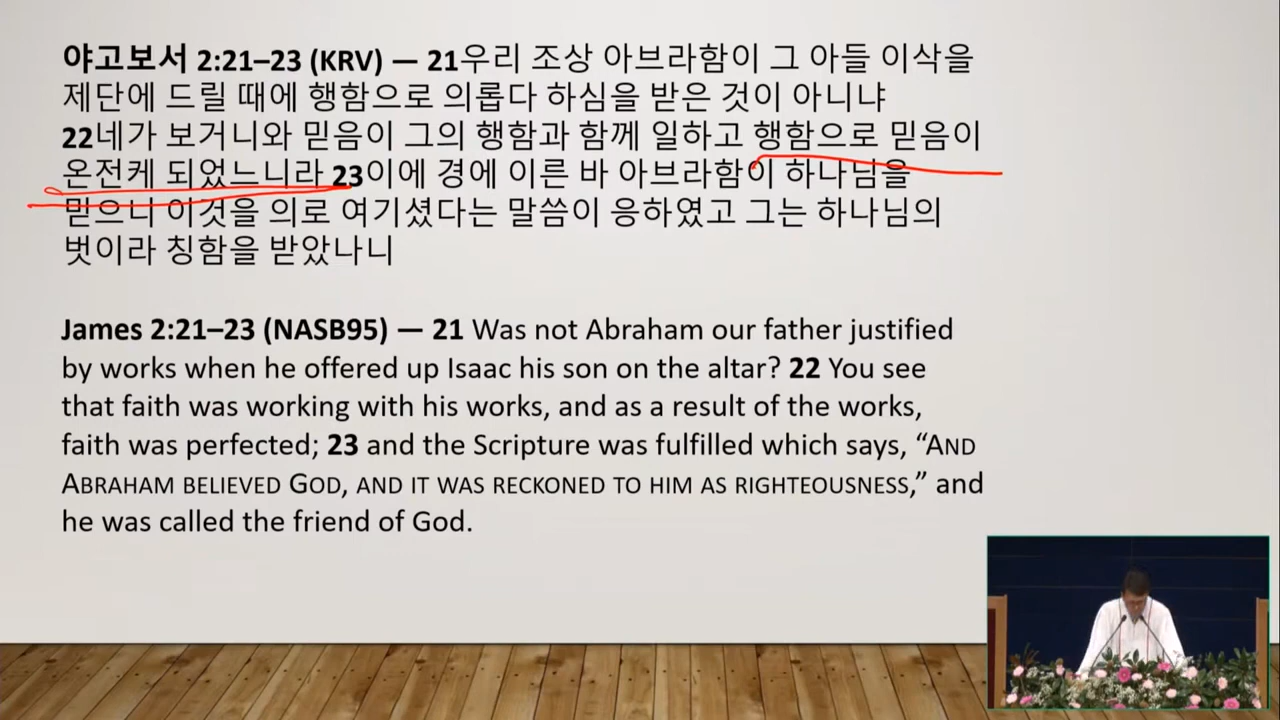 야고보서 2:21–23 (KRV) — 21우리 조상 아브라함이 그 아들 이삭을
제단에 드릴 때에 행함으로 의롭다 하심을 받은 것이 아니냐
22네가 보거니와 믿음이 그의 행함과 함께 일하고 행함으로 믿음이
온전케 되었느니라 23이에 경에 이른 바 아브라함이 하나님을
믿으니 이것을 의로 여기셨다는 말씀이 응하였고 그는 하나님의
벗이라 칭함을 받았나니
James 2:21–23 (NASB95) — 21 Was not Abraham our father justified
by works when he offered up Isaac his son on the altar? 22 You see
that faith was working with his works, and as a result of the works,
faith was perfected; 23 and the Scripture was fulfilled which says, “AND
ABRAHAM BELIEVED GOD, AND IT WAS RECKONED TO HIM AS RIGHTEOUSNESS,” and
he was called the friend of God.